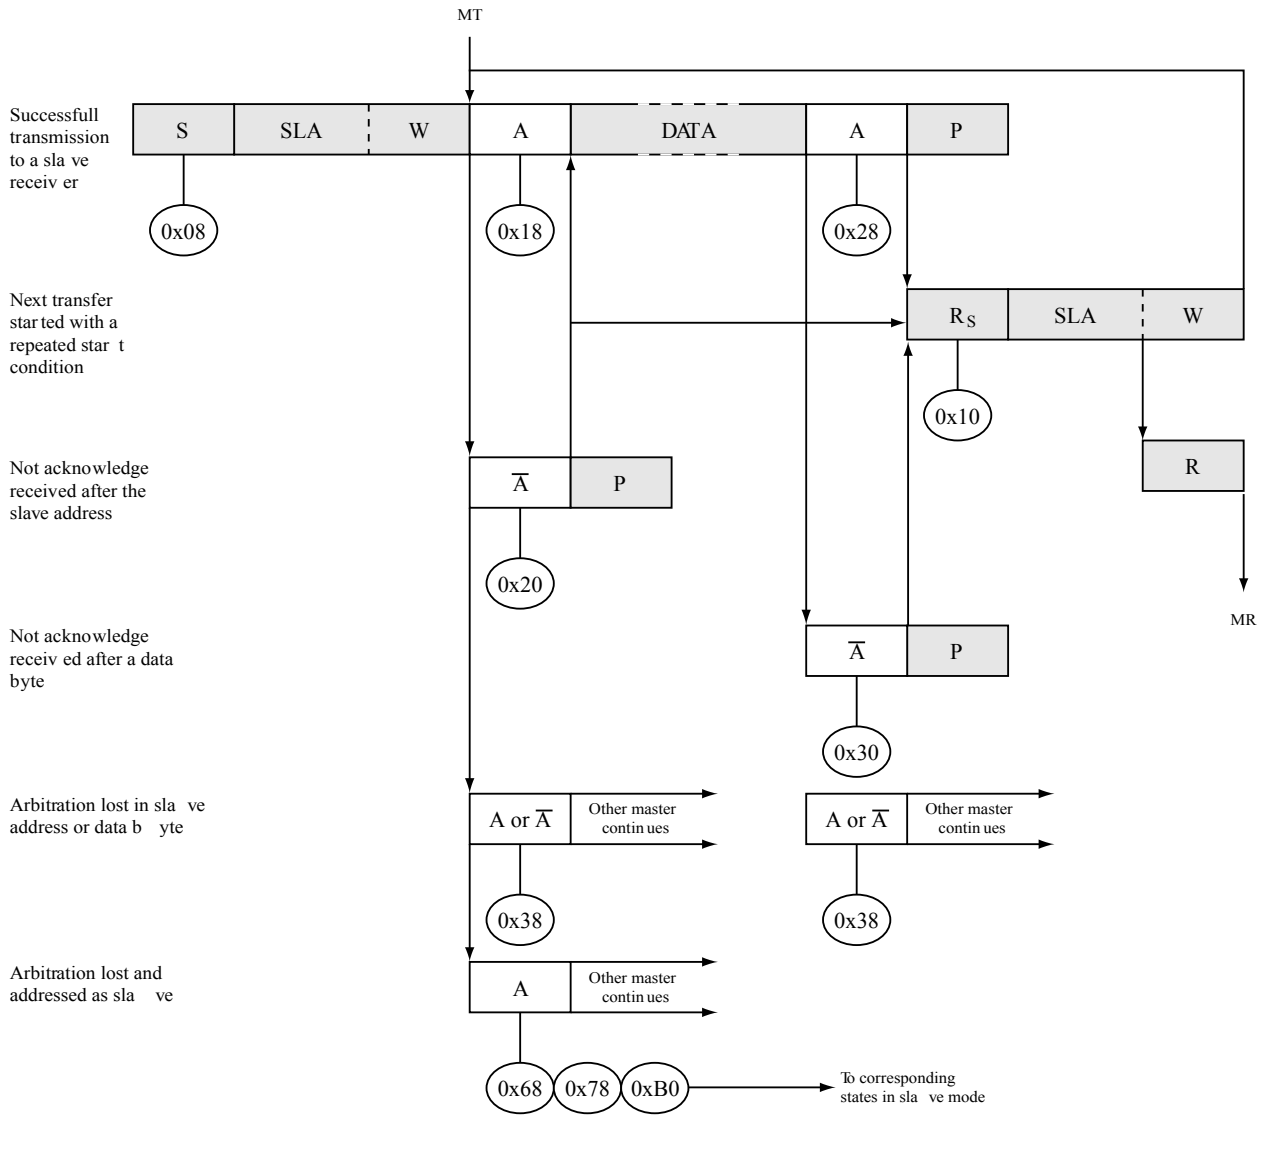 MT
Successfull
transmission
to a sla ve
receiv er
S SLA W A DATA A P
0x08 0x18 0x28
Next transfer
star ted with a
repeated star t
condition
RS SLA W
0x10
Not acknowledge
received after the
slave address
A̅ P
R
0x20
MR
Not acknowledge
receiv ed after a data
byte
A̅ P
0x30
Arbitration lost in sla ve
address or data b yte
A or A̅
Other master
contin ues
A or A̅
Other master
contin ues
0x38 0x38
Arbitration lost and
addressed as sla ve
A
Other master
contin ues
0x68 0x78 0xB0
To corresponding
states in sla ve mode